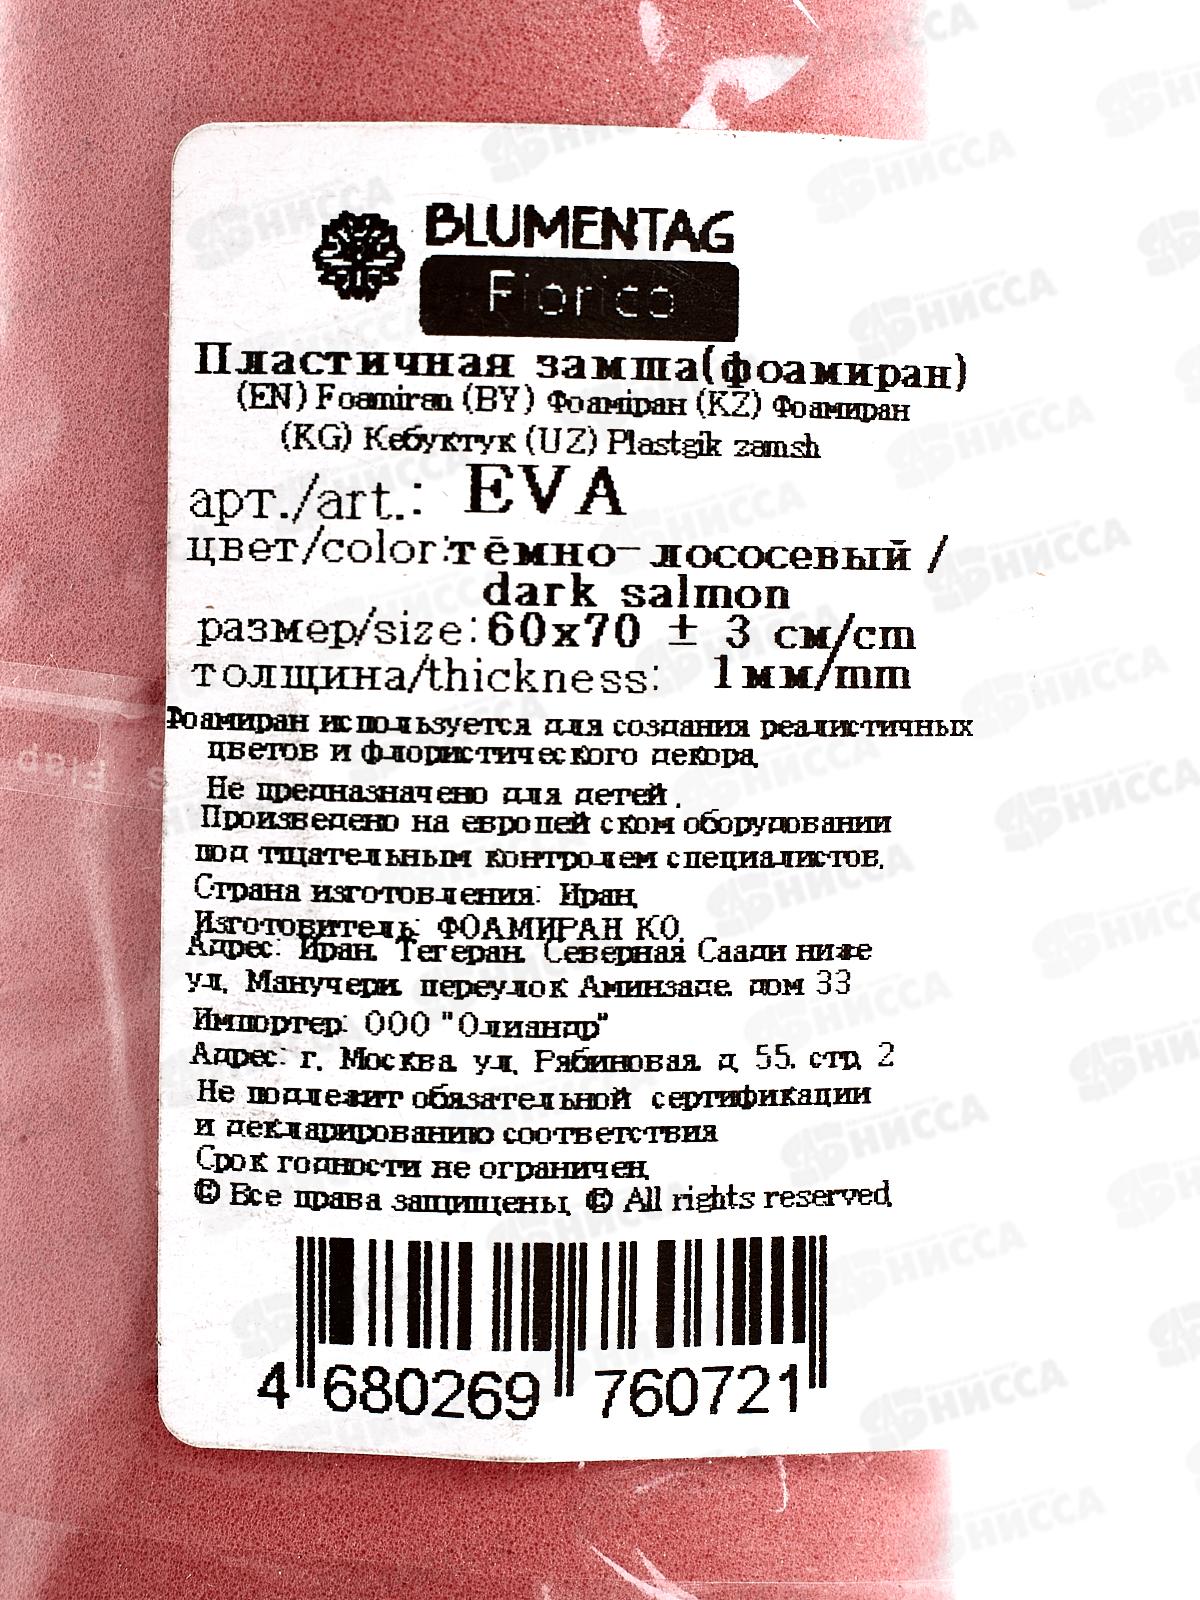 BLUMENTAG
Fiorico
Пластичная замша(фоамиран)
(EN) Foamiran (BY) Фоамiран (KZ) Фоамиран
(KG) Кебуктук (UZ) Plastgik zamsh
арт./art.: EVA
цвет/color:тёмно- лососевый /
dark salmon
размер/size:60x70 ± 3 см/cm
толщина/thickness: 1мм/mm
Фоамиран используется для создания реалистичных
цветов и флористического декора.
Не предназначено для детей.
Произведено на европейском оборудовании
под тщательным контролем специалистов.
Страна изготовления: Иран.
Изготовитель: ФОАМИРАН КО.
Адрес: Иран. Тегеран. Северная Саади ниже
ул. Манучери. переулок Аминзаде. дом 33
Импортер: ООО "Олиандр"
Адрес: г. Москва. ул. Рябиновая. д. 55. стр. 2
Не подлежит обязательной сертификации
и декларированию соответствия
Срок годности не ограничен.
© Все права защищены. © All rights reserved.
4 680269 760721
НИССА